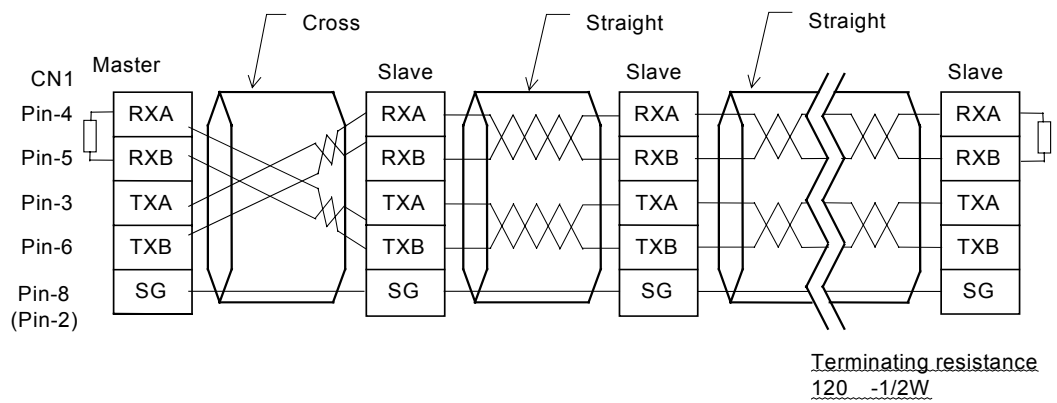 Cross
Straight
Straight
CN1
Master
Slave
Slave
Slave
Pin-4
RXA
RXA
RXA
RXA
Pin-5
RXB
RXB
RXB
RXB
Pin-3
TXA
TXA
TXA
TXA
Pin-6
TXB
TXB
TXB
TXB
Pin-8
(Pin-2)
SG
SG
SG
SG
Terminating resistance
120 -1/2W